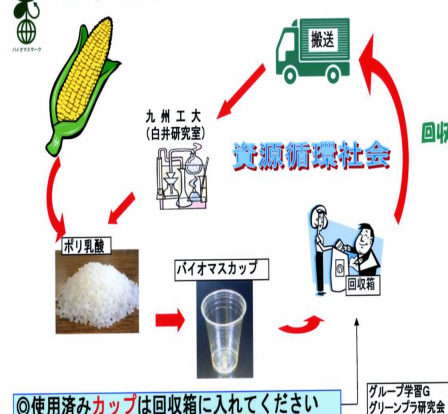 バイオマスマーク
搬送
九州工大
(白井研究室)
資源循環社会
回収
ポリ乳酸
バイオマスカップ
回収箱
◎使用済みカップは回収箱に入れてください
グループ学習G
グリーンプラ研究会